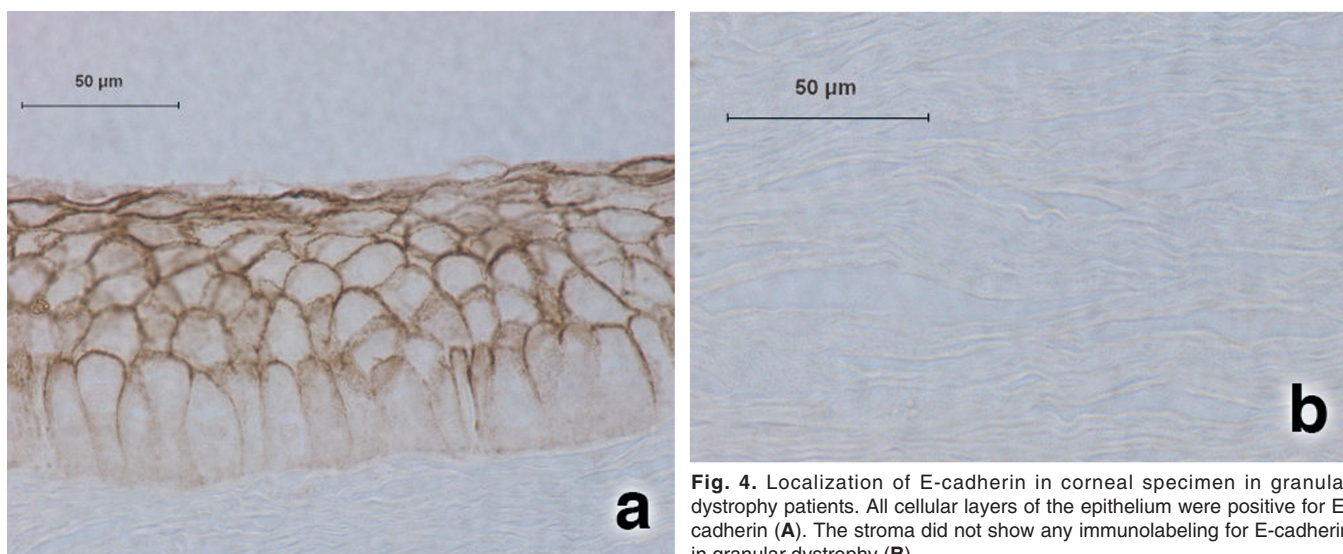 50 µm
a
50 µm
b
Fig. 4. Localization of E-cadherin in corneal specimen in granula
dystrophy patients. All cellular layers of the epithelium were positive for E
cadherin (A). The stroma did not show any immunolabeling for E-cadherin
in granular dystrophy (B)